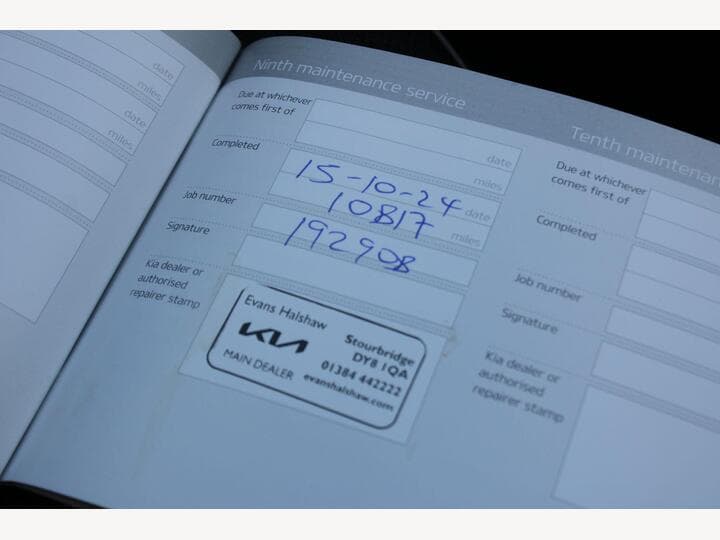 date
miles
date
miles
Ninth maintenance service
Due at whichever
comes first of
date
miles
Completed
15-10-24 date
10817 miles
Job number
192908
Signature
Kia dealer or
authorised
repairer stamp
Evans Halshaw
KIA
MAIN DEALER
Stourbridge
DY8 1QA
01384 442222
evanshalshaw.com
Tenth maintenan
Due at whichever
comes first of
Completed
Job number
Signature
Kia dealer or
authorised
repairer stamp